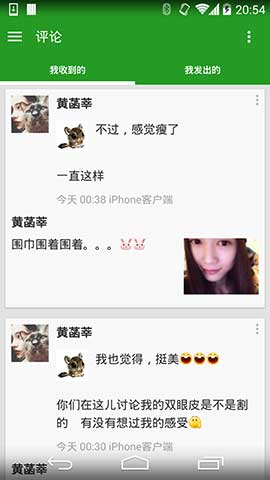 20:54
评论
我收到的
我发出的
黄菡莘
不过，感觉瘦了
一直这样
今天 00:38 iPhone客户端
黄菡莘
围巾围着围着。。。
黄菡莘
我也觉得，挺美
你们在这儿讨论我的双眼皮是不是割
的 有没有想过我的感受
今天 00:30 iPhone客户端
黄菡莘